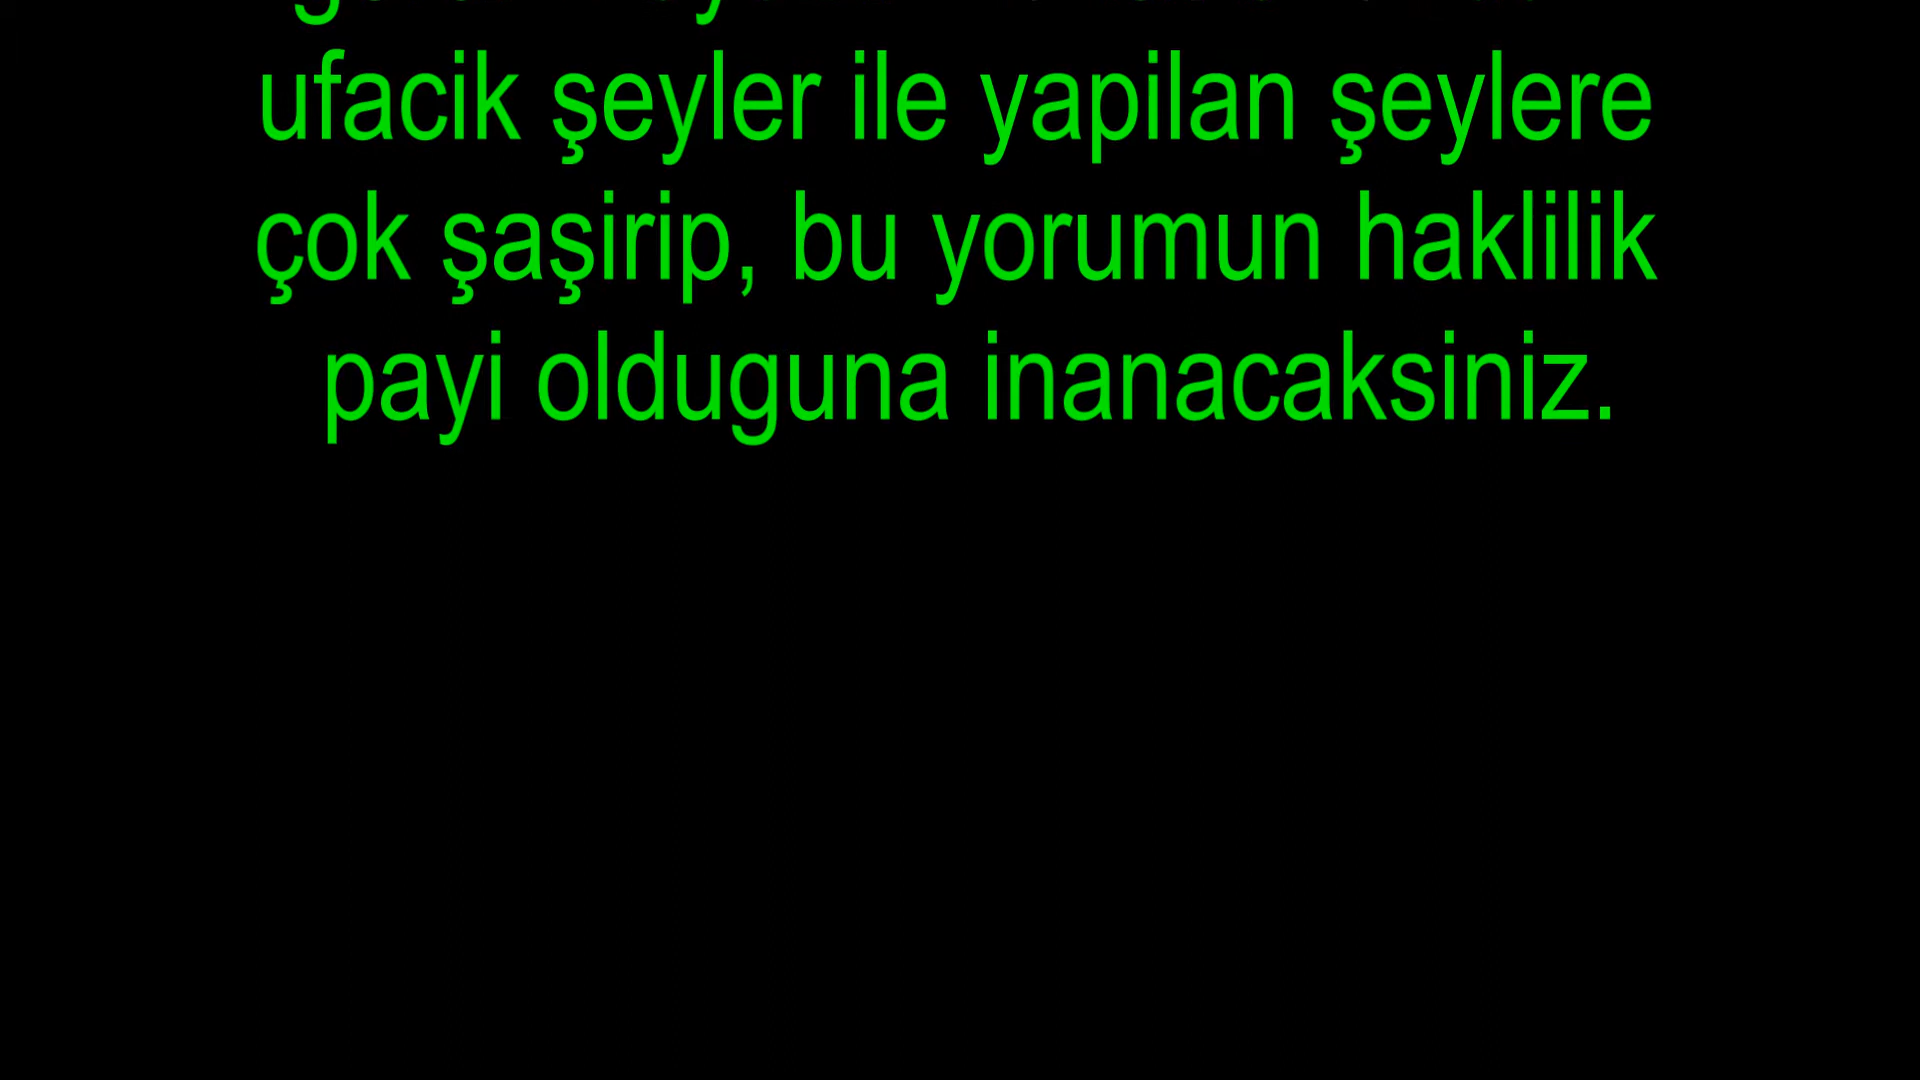 ufacik şeyler ile yapilan şeylere
çok şaşirip, bu yorumun haklilik
payi olduguna inanacaksiniz.